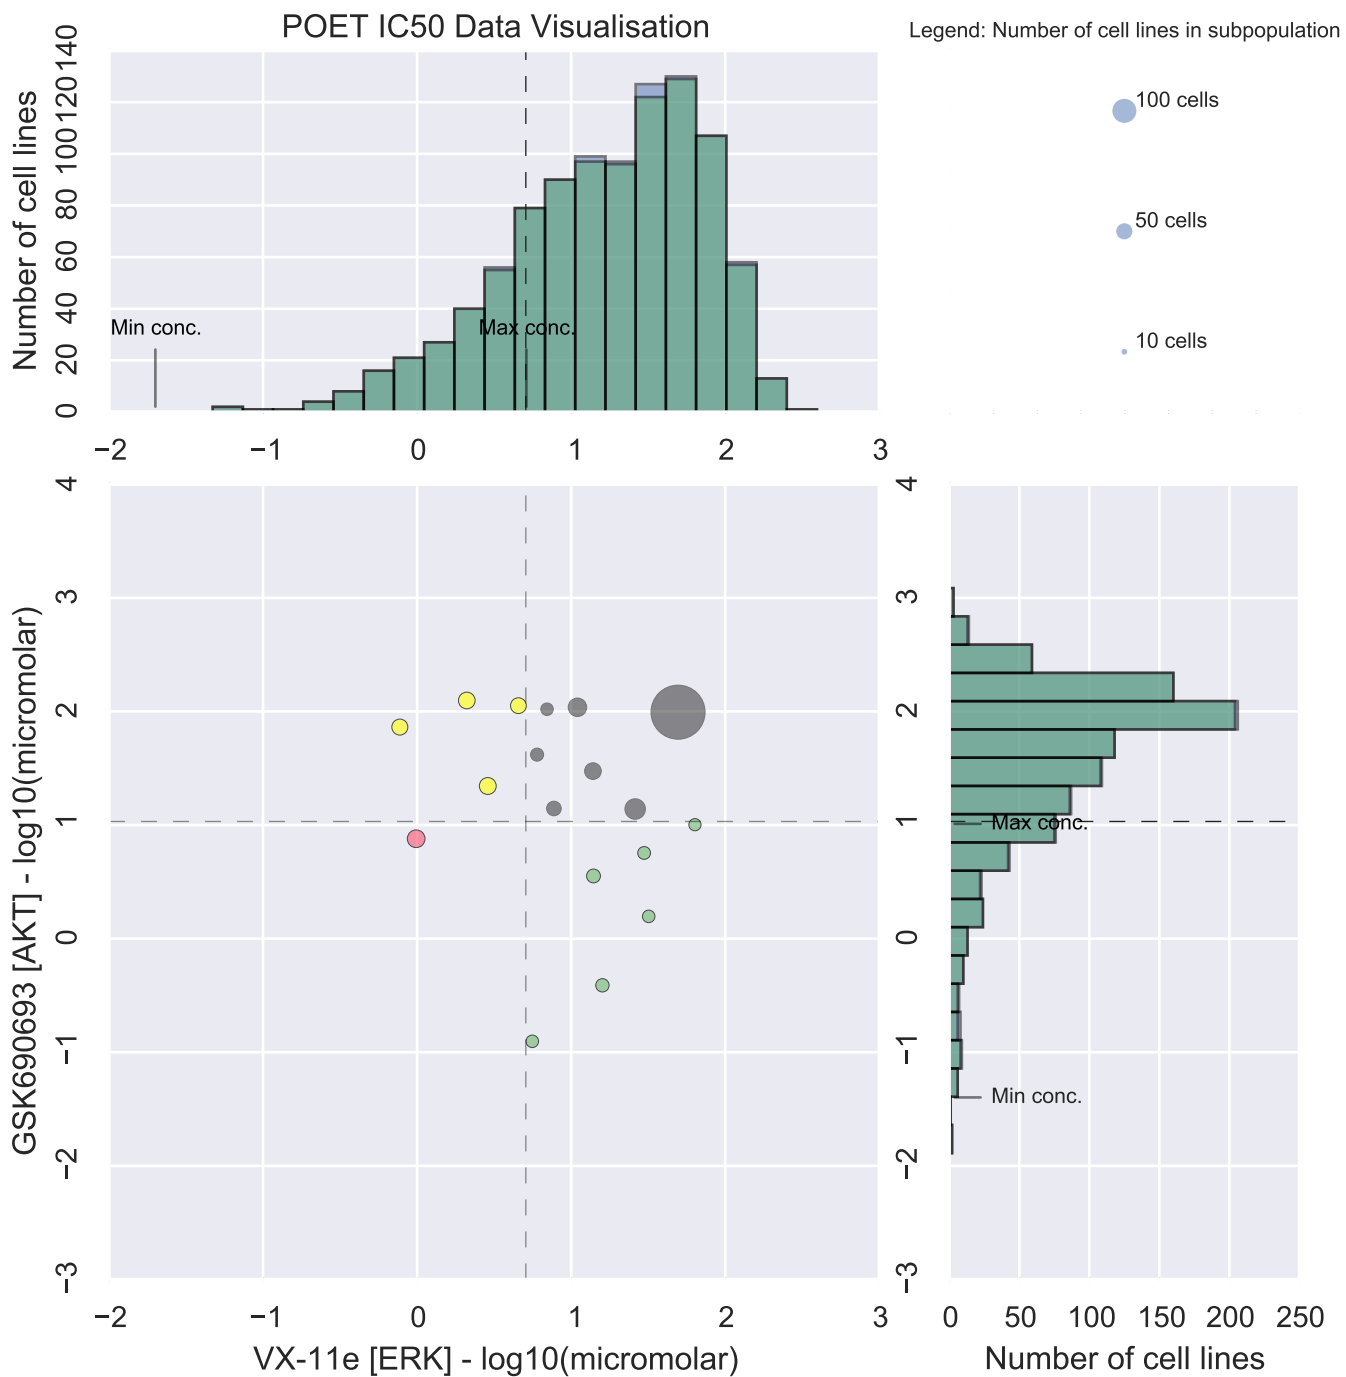 POET IC50 Data Visualisation
Legend: Number of cell lines in subpopulation
Number of cell lines
140
120
100
80
60
40
20
0
Min conc.
Max conc.
−2 −1 0 1 2 3
100 cells
50 cells
10 cells
GSK690693 [AKT] - log10(micromolar)
4
3
2
1
0
−1
−2
−3
−2 −1 0 1 2 3
VX-11e [ERK] - log10(micromolar)
4
3
2
1
0
−1
−2
−3
Max conc.
Min conc.
0 50 100 150 200 250
Number of cell lines